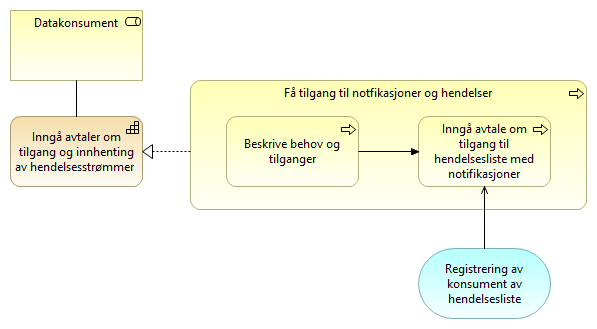 Datakonsument
Få tilgang til notfikasjoner og hendelser
Inngå avtaler om
tilgang og innhenting
av hendelsesstrømmer
Beskrive behov og
tilganger
Inngå avtale om
tilgang til
hendelsesliste med
notifikasjoner
Registrering av
konsument av
hendelsesliste